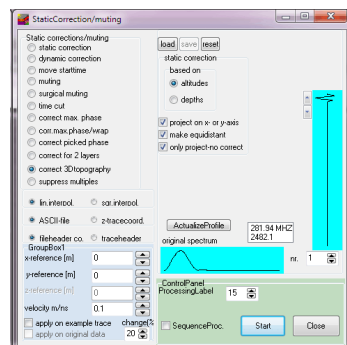 StaticCorrection/muting
Static corrections/muting
static correction
dynamic correction
move starttime
muting
surgical muting
time cut
correct max. phase
corr.max.phase/wrap
correct picked phase
correct for 2 layers
correct 3Dtopography
suppress multiples
lin.interpol.
sqr.interpol.
ASCII-file
z-tracecoord.
fileheader co.
traceheader
GroupBox1
x-reference [m] 0
y-reference [m] 0
z-reference [m] 0
velocity m/ns 0.1
apply on example trace change(%
apply on original data 20
load save reset
static correction
based on
altitudes
depths
project on x- or y-axis
make equidistant
only project-no correct
ActualizeProfile
281.94 MHZ
2482.1
original spectrum
nr. 1
ControlPanel
ProcessingLabel 15
SequenceProc. Start Close